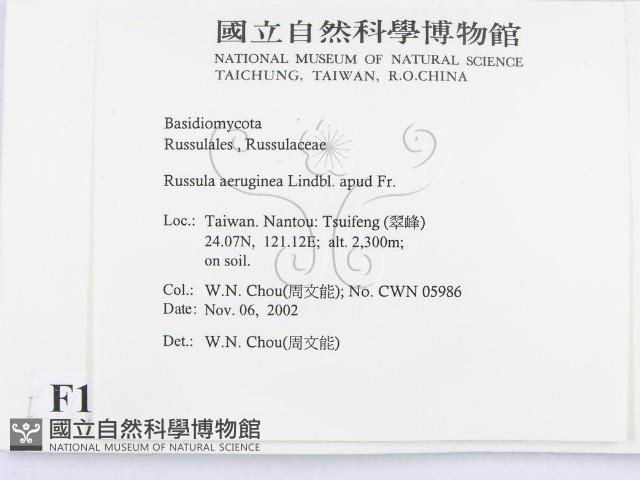 國立自然科學博物館
NATIONAL MUSEUM OF NATURAL SCIENCE
TAICHUNG, TAIWAN, R.O.CHINA
Basidiomycota
Russulales , Russulaceae
Russula aeruginea Lindbl. apud Fr.
Loc.: Taiwan. Nantou: Tsuifeng (翠峰)
24.07N, 121.12E; alt. 2,300m;
on soil.
Col.: W.N. Chou(周文能); No. CWN 05986
Date: Nov. 06, 2002
Det.: W.N. Chou(周文能)
F1
國立自然科學博物館
NATIONAL MUSEUM OF NATURAL SCIENCE